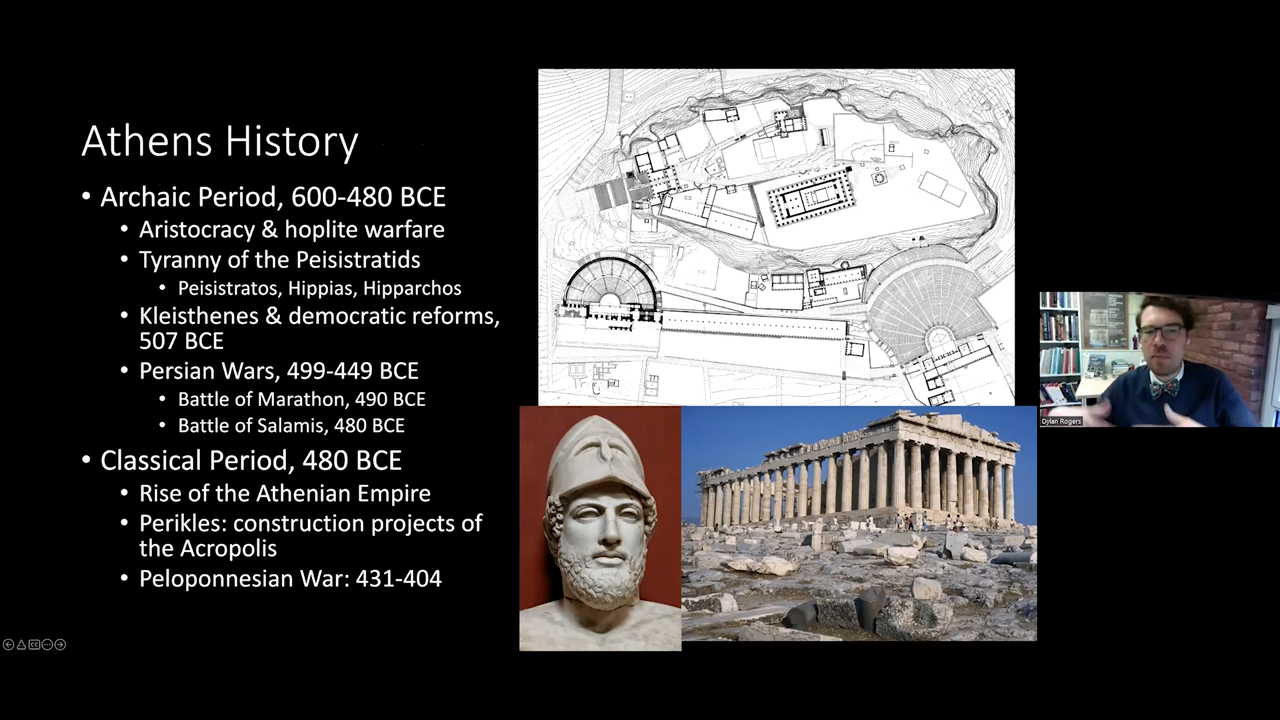 Athens History
• Archaic Period, 600-480 BCE
• Aristocracy & hoplite warfare
• Tyranny of the Peisistratids
• Peisistratos, Hippias, Hipparchos
• Kleisthenes & democratic reforms,
507 BCE
• Persian Wars, 499-449 BCE
• Battle of Marathon, 490 BCE
• Battle of Salamis, 480 BCE
• Classical Period, 480 BCE
• Rise of the Athenian Empire
• Perikles: construction projects of
the Acropolis
• Peloponnesian War: 431-404
Dylan Rogers